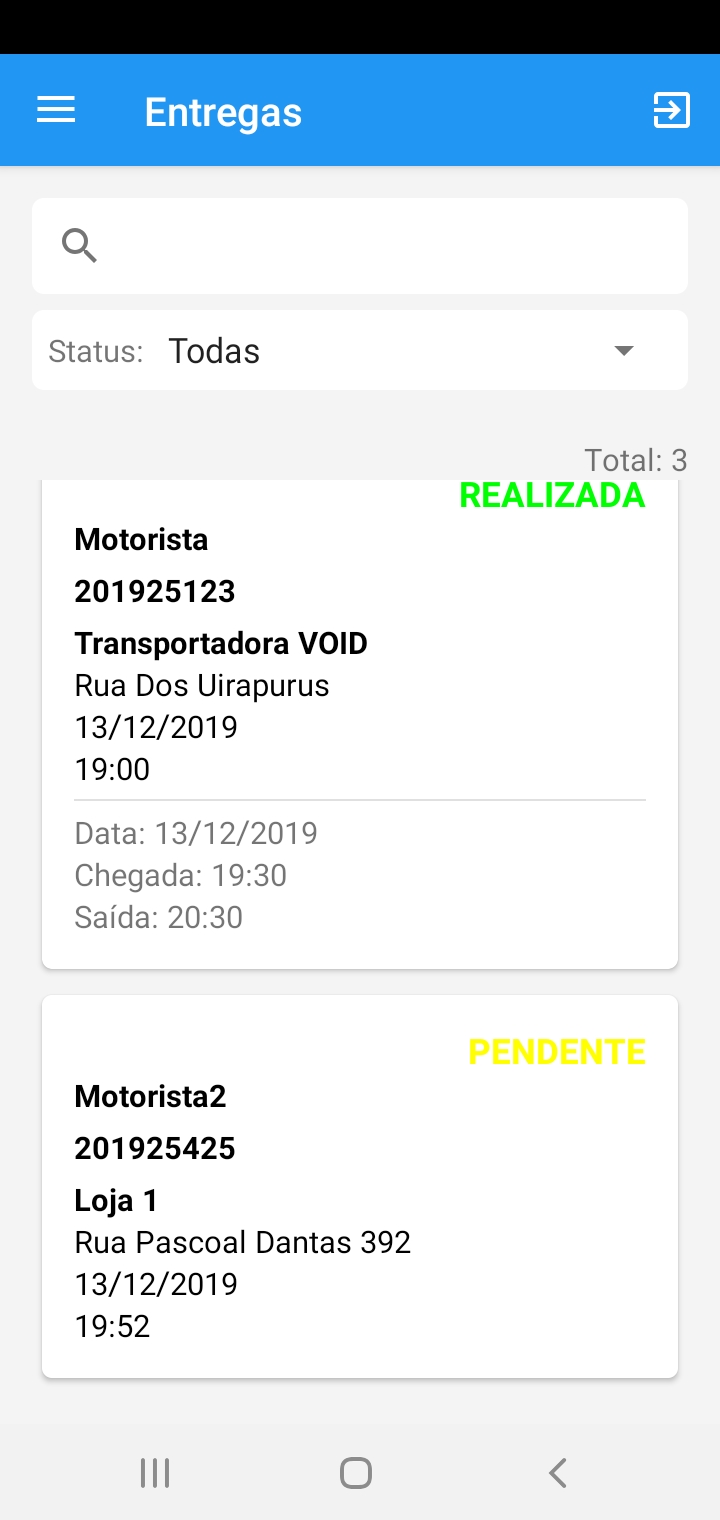 Entregas
Status: Todas
Total: 3
REALIZADA
Motorista
201925123
Transportadora VOID
Rua Dos Uirapurus
13/12/2019
19:00
Data: 13/12/2019
Chegada: 19:30
Saída: 20:30
PENDENTE
Motorista2
201925425
Loja 1
Rua Pascoal Dantas 392
13/12/2019
19:52